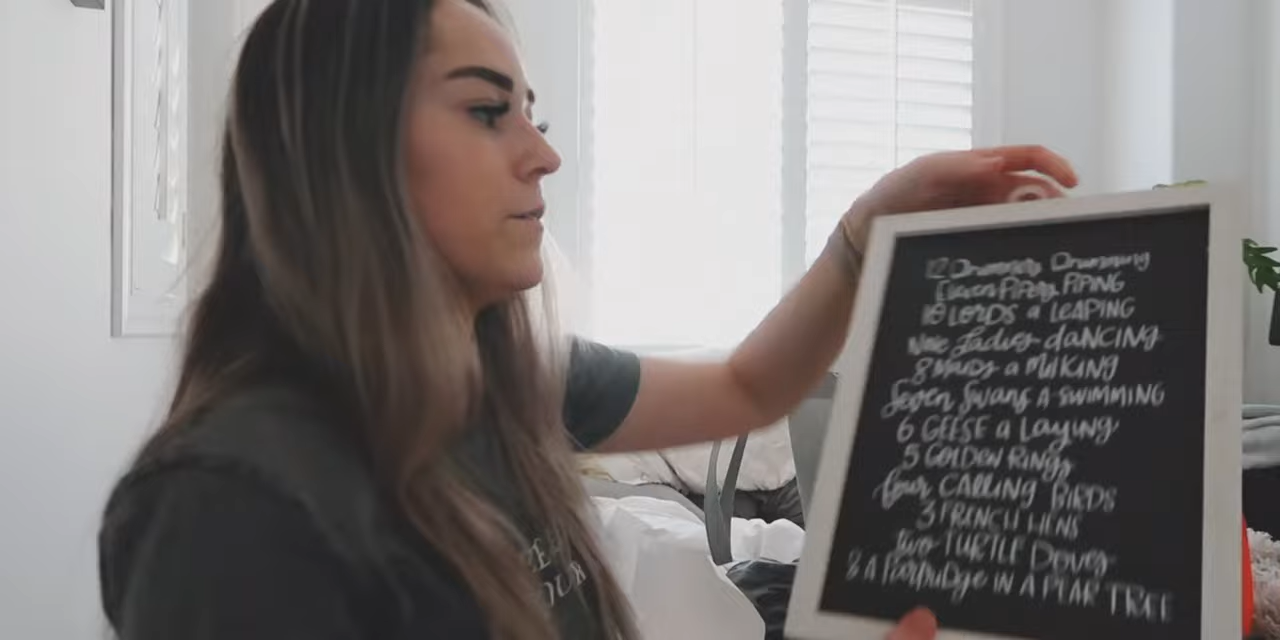 12 Drummers Drumming
Eleven Pipers PiPiNG
10 LORDS a LEAPING
Nine Ladies dANCING
8 MAIDS a MilKING
Seven Swans A SWIMMING
6 GEESE a Laying
5 GOLDEN RINGS
four CALLING BIRDS
3 FRENCH HENS
two TURTLE Doves
& A Partridge IN A PEAR TREE